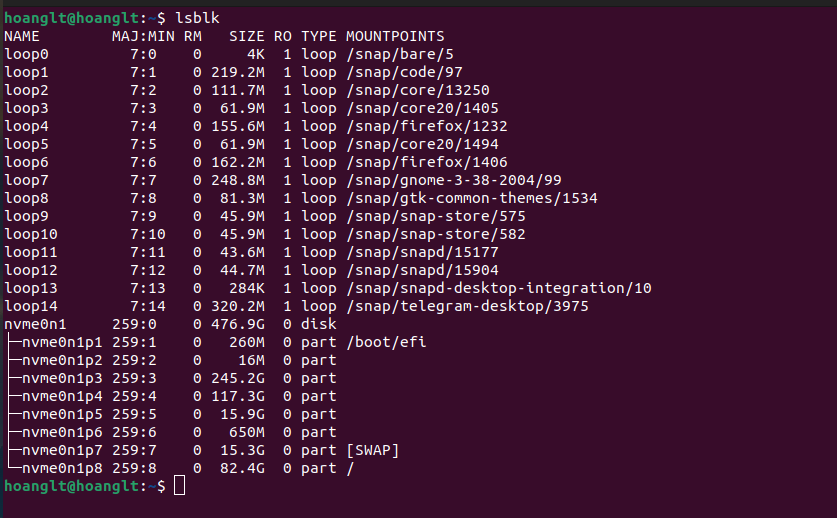 hoanglt@hoanglt:~$ lsblk
NAME        MAJ:MIN RM   SIZE RO TYPE MOUNTPOINTS
loop0         7:0    0     4K  1 loop /snap/bare/5
loop1         7:1    0 219.2M  1 loop /snap/code/97
loop2         7:2    0 111.7M  1 loop /snap/core/13250
loop3         7:3    0  61.9M  1 loop /snap/core20/1405
loop4         7:4    0 155.6M  1 loop /snap/firefox/1232
loop5         7:5    0  61.9M  1 loop /snap/core20/1494
loop6         7:6    0 162.2M  1 loop /snap/firefox/1406
loop7         7:7    0 248.8M  1 loop /snap/gnome-3-38-2004/99
loop8         7:8    0  81.3M  1 loop /snap/gtk-common-themes/1534
loop9         7:9    0  45.9M  1 loop /snap/snap-store/575
loop10        7:10   0  45.9M  1 loop /snap/snap-store/582
loop11        7:11   0  43.6M  1 loop /snap/snapd/15177
loop12        7:12   0  44.7M  1 loop /snap/snapd/15904
loop13        7:13   0   284K  1 loop /snap/snapd-desktop-integration/10
loop14        7:14   0 320.2M  1 loop /snap/telegram-desktop/3975
nvme0n1     259:0    0 476.9G  0 disk
├─nvme0n1p1 259:1    0   260M  0 part /boot/efi
├─nvme0n1p2 259:2    0    16M  0 part
├─nvme0n1p3 259:3    0 245.2G  0 part
├─nvme0n1p4 259:4    0 117.3G  0 part
├─nvme0n1p5 259:5    0  15.9G  0 part
├─nvme0n1p6 259:6    0   650M  0 part
├─nvme0n1p7 259:7    0  15.3G  0 part [SWAP]
└─nvme0n1p8 259:8    0  82.4G  0 part /
hoanglt@hoanglt:~$